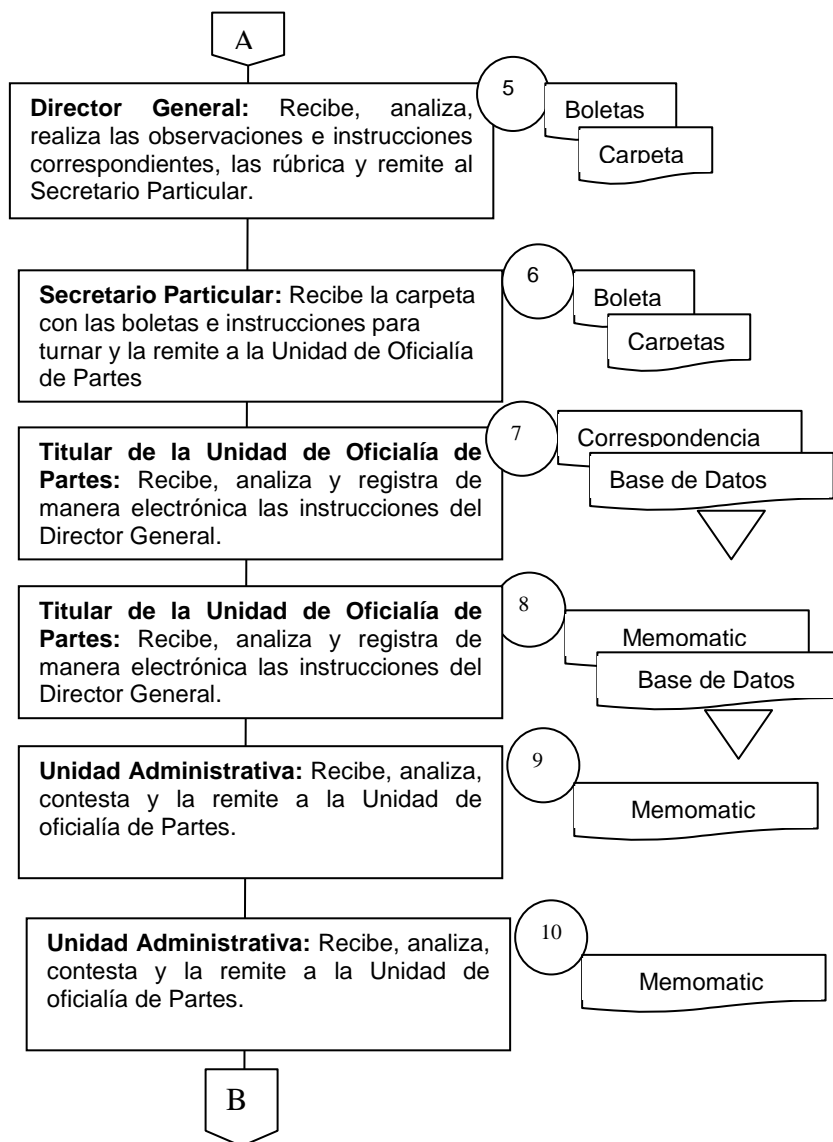 A
Director General: Recibe, analiza,
realiza las observaciones e instrucciones
correspondientes, las rúbrica y remite al
Secretario Particular.
5
Boletas
Carpeta
Secretario Particular: Recibe la carpeta
con las boletas e instrucciones para
turnar y la remite a la Unidad de Oficialía
de Partes
6
Boleta
Carpetas
Titular de la Unidad de Oficialía de
Partes: Recibe, analiza y registra de
manera electrónica las instrucciones del
Director General.
7
Correspondencia
Base de Datos
Titular de la Unidad de Oficialía de
Partes: Recibe, analiza y registra de
manera electrónica las instrucciones del
Director General.
8
Memomatic
Base de Datos
Unidad Administrativa: Recibe, analiza,
contesta y la remite a la Unidad de
oficialía de Partes.
9
Memomatic
Unidad Administrativa: Recibe, analiza,
contesta y la remite a la Unidad de
oficialía de Partes.
10
Memomatic
B